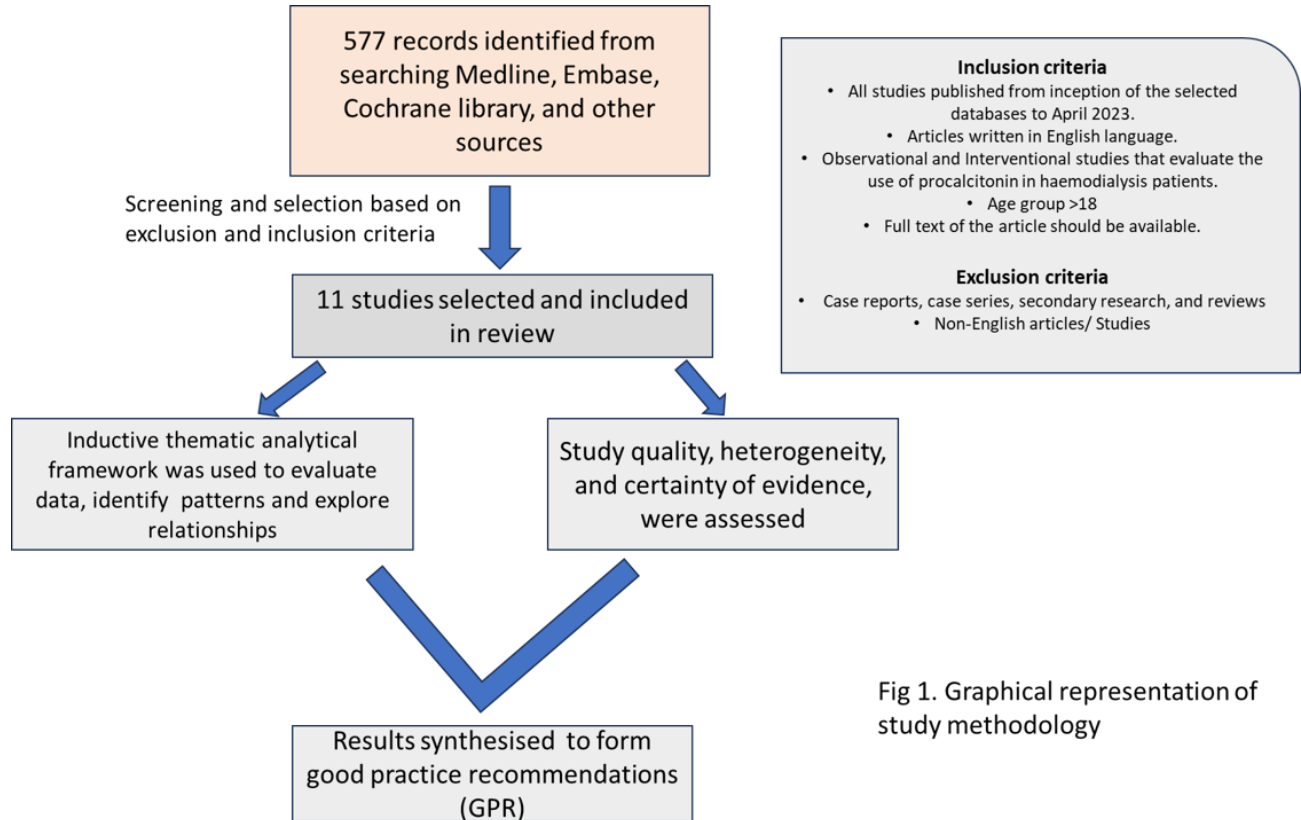 577 records identified from
searching Medline, Embase,
Cochrane library, and other
sources
Inclusion criteria
• All studies published from inception of the selected
databases to April 2023.
• Articles written in English language.
• Observational and Interventional studies that evaluate the
use of procalcitonin in haemodialysis patients.
• Age group >18
• Full text of the article should be available.
Exclusion criteria
• Case reports, case series, secondary research, and reviews
• Non-English articles/ Studies
Screening and selection based on
exclusion and inclusion criteria
11 studies selected and included
in review
Inductive thematic analytical
framework was used to evaluate
data, identify patterns and explore
relationships
Study quality, heterogeneity,
and certainty of evidence,
were assessed
Results synthesised to form
good practice recommendations
(GPR)
Fig 1. Graphical representation of
study methodology